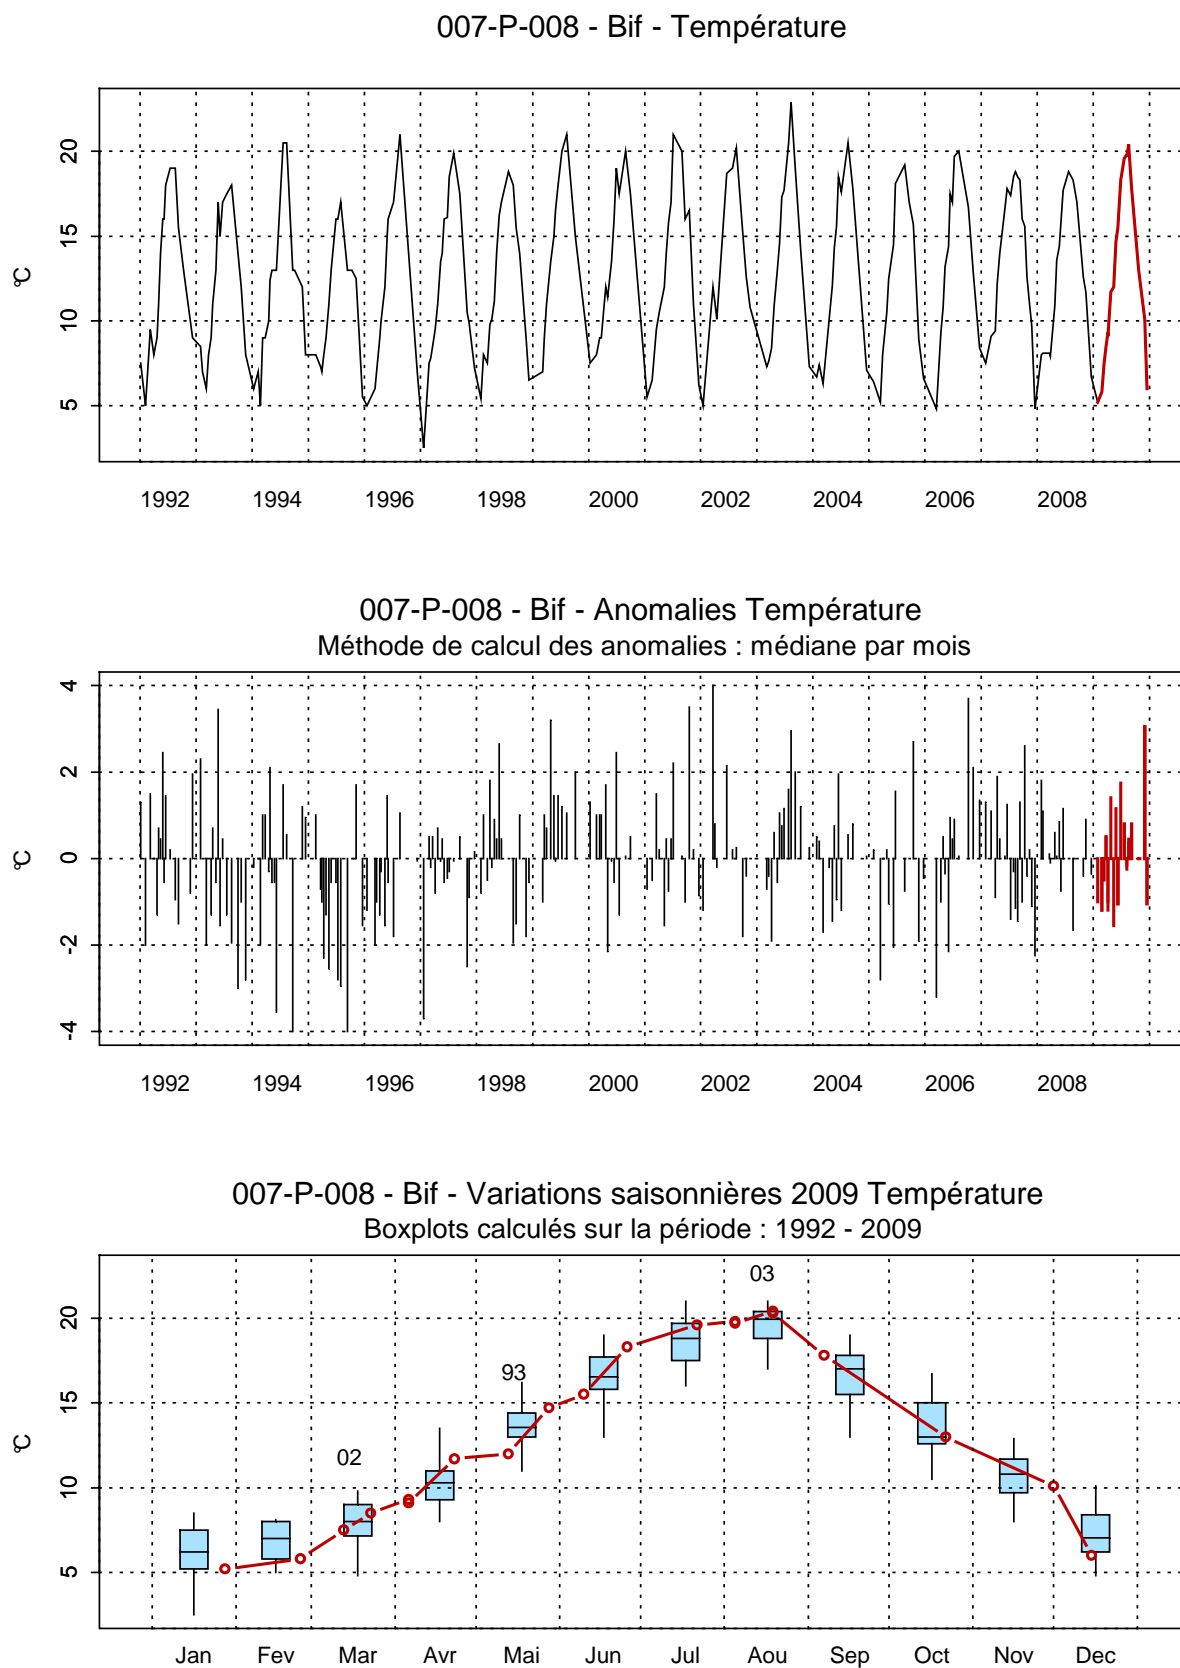 007-P-008 - Bif - Température
20
15
10
5
°C
1992 1994 1996 1998 2000 2002 2004 2006 2008
007-P-008 - Bif - Anomalies Température
Méthode de calcul des anomalies : médiane par mois
4
2
0
-2
-4
°C
1992 1994 1996 1998 2000 2002 2004 2006 2008
007-P-008 - Bif - Variations saisonnières 2009 Température
Boxplots calculés sur la période : 1992 - 2009
03
93
02
20
15
10
5
°C
Jan Fev Mar Avr Mai Jun Jul Aou Sep Oct Nov Dec